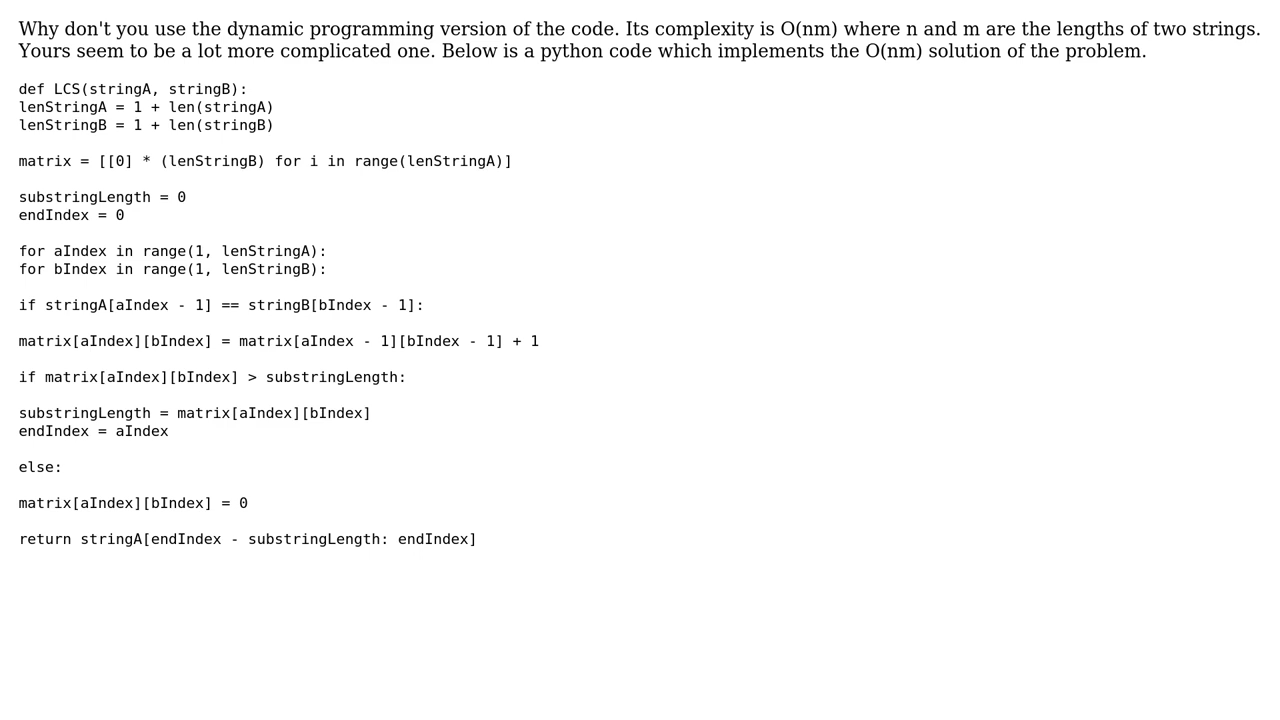 Why don't you use the dynamic programming version of the code. Its complexity is O(nm) where n and m are the lengths of two strings.
Yours seem to be a lot more complicated one. Below is a python code which implements the O(nm) solution of the problem.
def LCS(stringA, stringB):
lenStringA = 1 + len(stringA)
lenStringB = 1 + len(stringB)
matrix = [[0] * (lenStringB) for i in range(lenStringA)]
substringLength = 0
endIndex = 0
for aIndex in range(1, lenStringA):
for bIndex in range(1, lenStringB):
if stringA[aIndex - 1] == stringB[bIndex - 1]:
matrix[aIndex][bIndex] = matrix[aIndex - 1][bIndex - 1] + 1
if matrix[aIndex][bIndex] > substringLength:
substringLength = matrix[aIndex][bIndex]
endIndex = aIndex
else:
matrix[aIndex][bIndex] = 0
return stringA[endIndex - substringLength: endIndex]